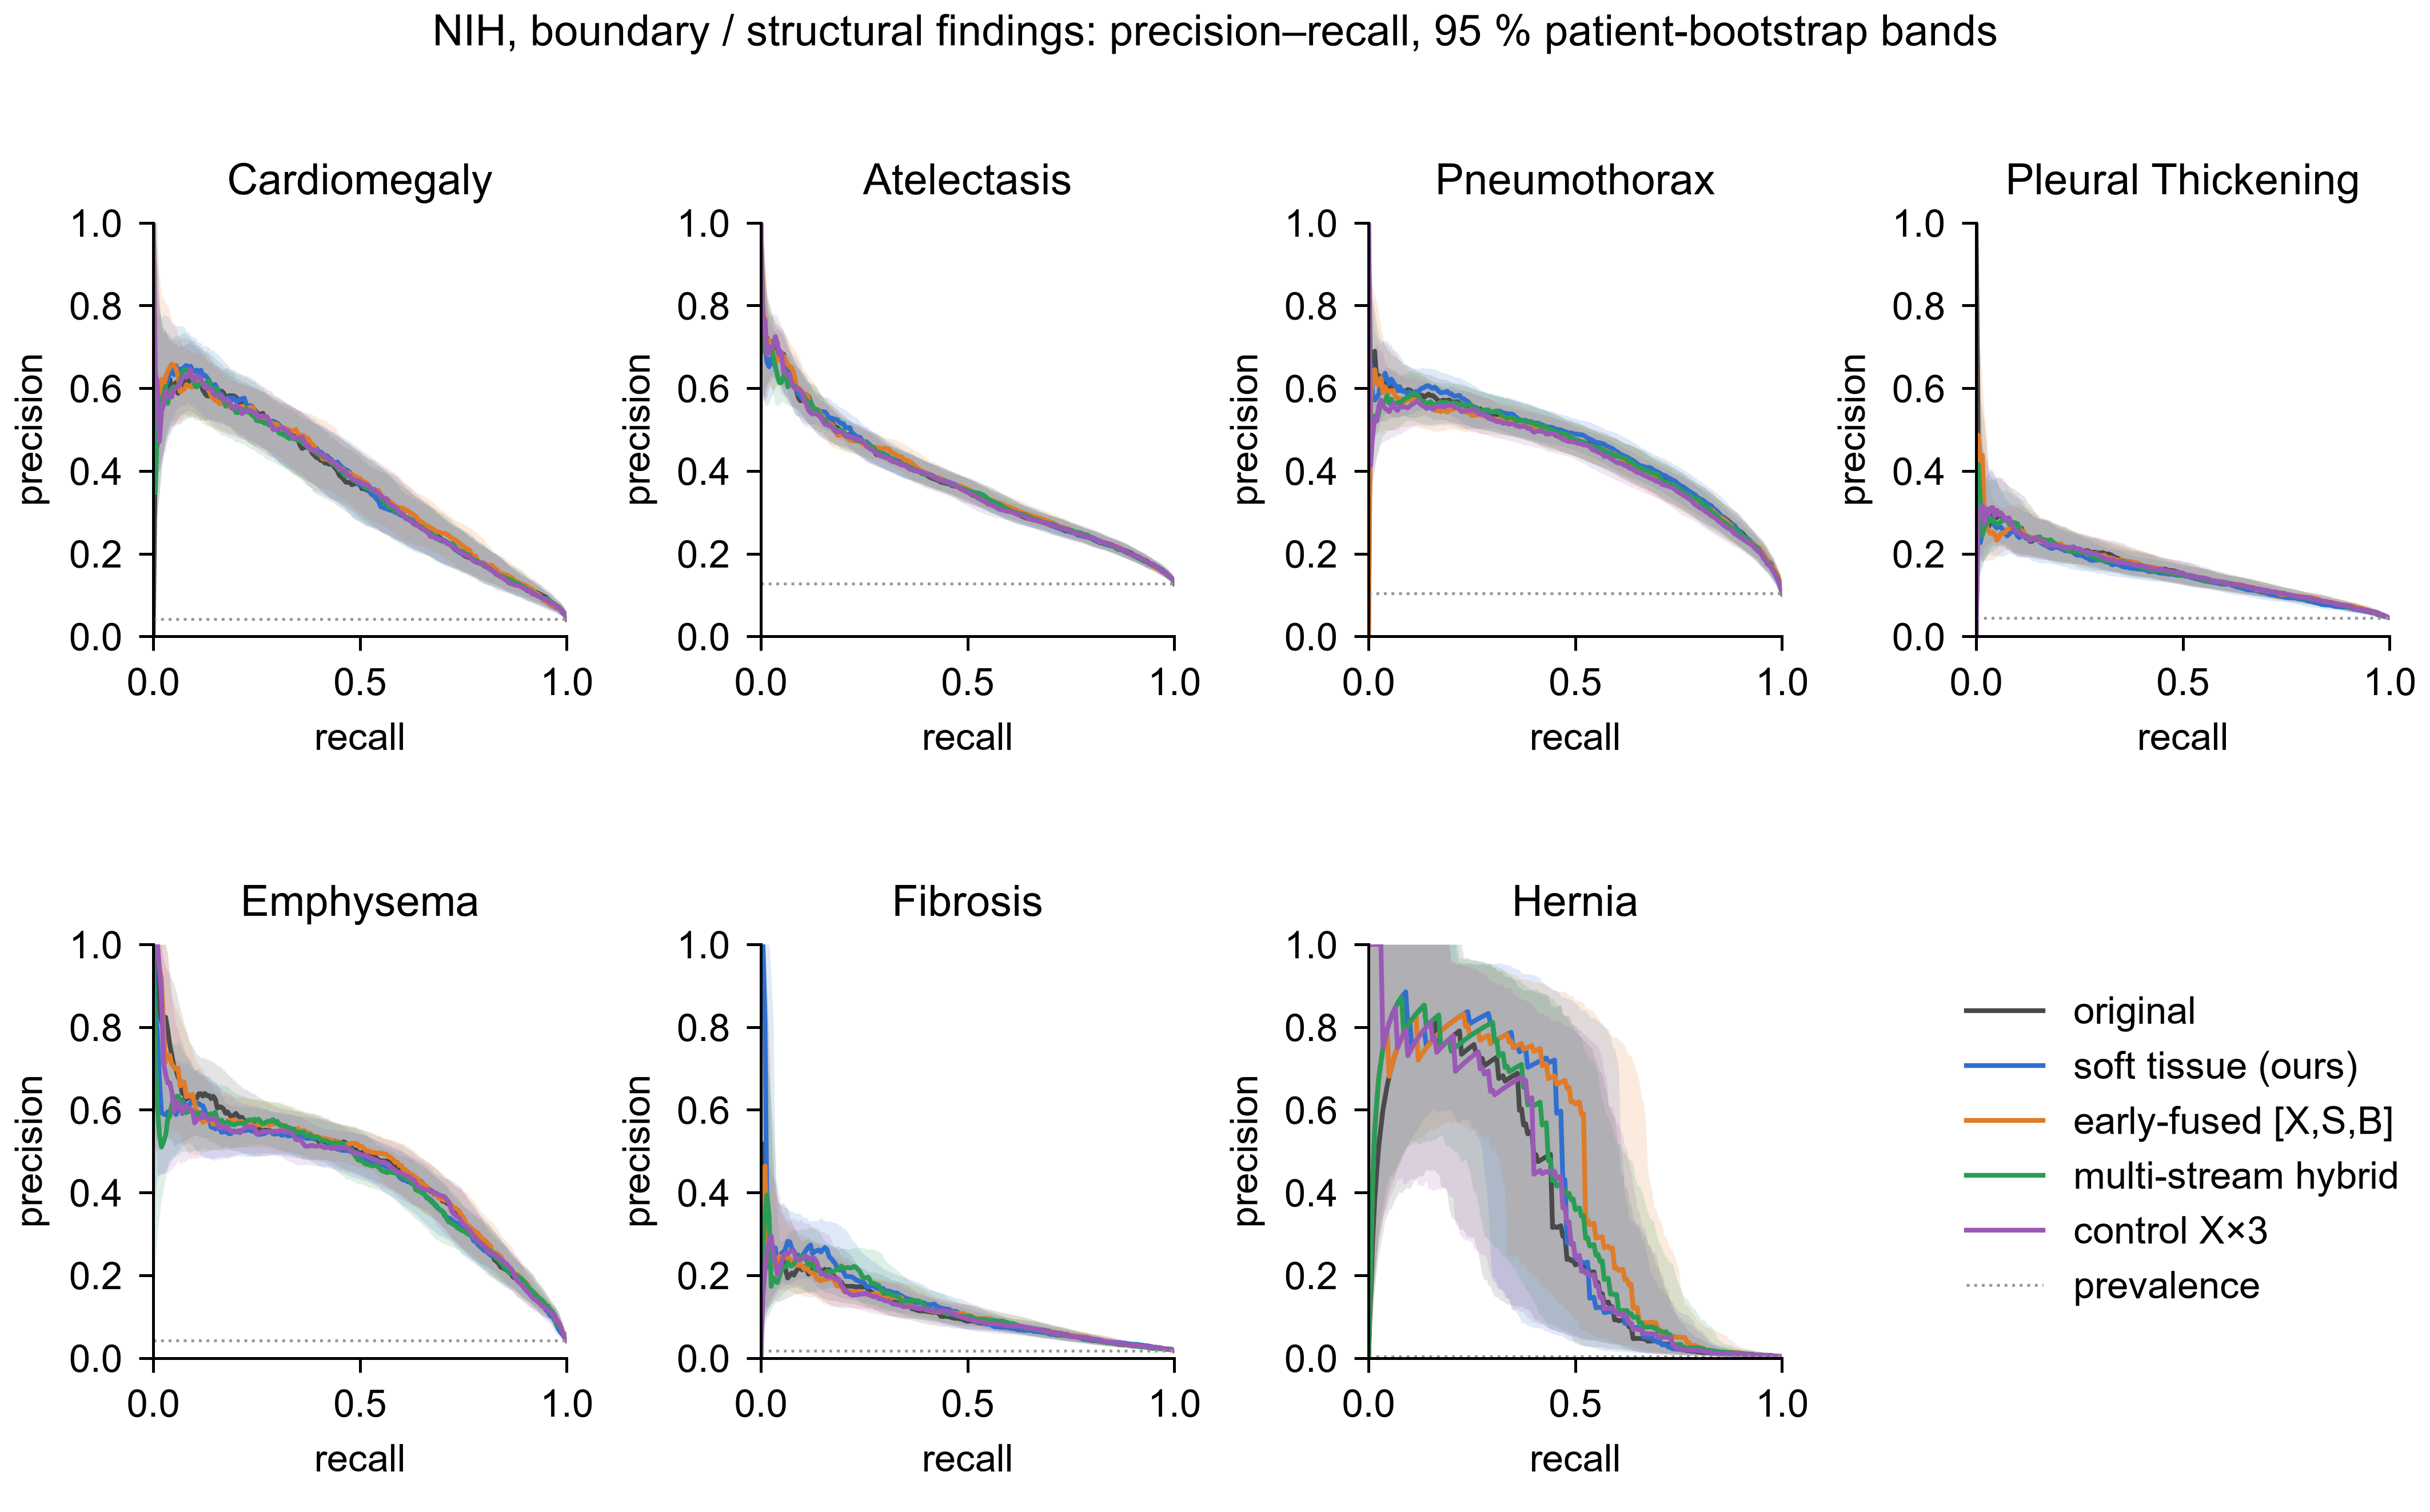 NIH, boundary / structural findings: precision–recall, 95 % patient-bootstrap bands
Cardiomegaly
1.0
0.8
0.6
0.4
0.2
0.0
precision
0.0 0.5 1.0
recall
Atelectasis
1.0
0.8
0.6
0.4
0.2
0.0
precision
0.0 0.5 1.0
recall
Pneumothorax
1.0
0.8
0.6
0.4
0.2
0.0
precision
0.0 0.5 1.0
recall
Pleural Thickening
1.0
0.8
0.6
0.4
0.2
0.0
precision
0.0 0.5 1.0
recall
Emphysema
1.0
0.8
0.6
0.4
0.2
0.0
precision
0.0 0.5 1.0
recall
Fibrosis
1.0
0.8
0.6
0.4
0.2
0.0
precision
0.0 0.5 1.0
recall
Hernia
1.0
0.8
0.6
0.4
0.2
0.0
precision
0.0 0.5 1.0
recall
original
soft tissue (ours)
early-fused [X,S,B]
multi-stream hybrid
control X×3
prevalence